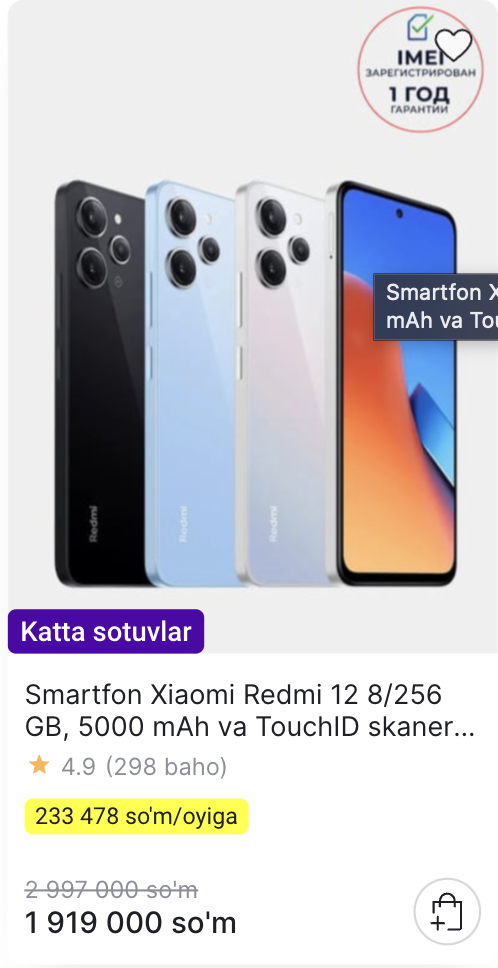 IMEI
ЗАРЕГИСТРИРОВАН
1 ГОД
ГАРАНТИИ
Redmi
Redmi
Redmi
Smartfon X
mAh va Tou
Katta sotuvlar
Smartfon Xiaomi Redmi 12 8/256
GB, 5000 mAh va TouchID skaner...
4.9 (298 baho)
233 478 so'm/oyiga
2 997 000 so'm
1 919 000 so'm